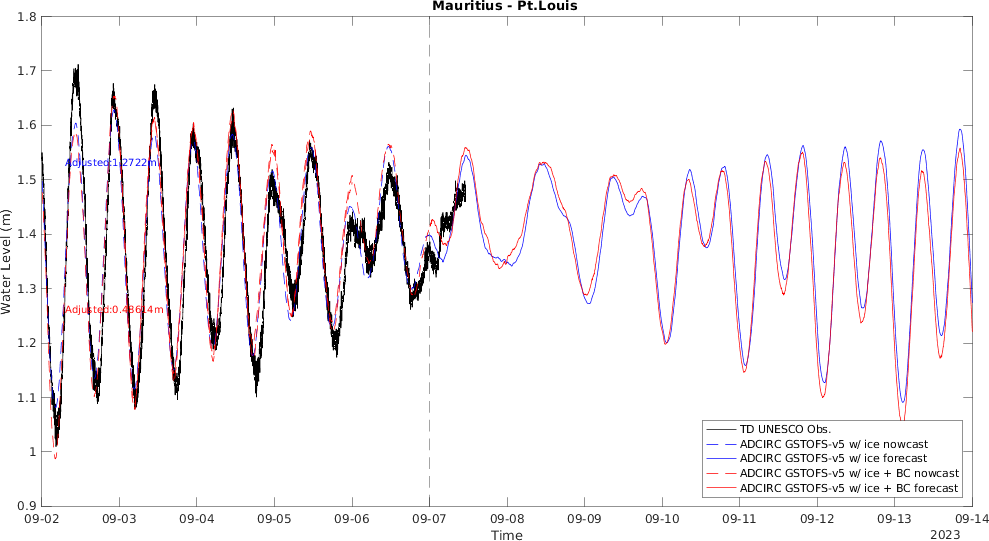 Mauritius - Pt.Louis
Water Level (m)
1.8
1.7
1.6
1.5
1.4
1.3
1.2
1.1
1
0.9
Adjusted:1.2722m
Adjusted:0.43614m
TD UNESCO Obs.
ADCIRC GSTOFS-v5 w/ ice nowcast
ADCIRC GSTOFS-v5 w/ ice forecast
ADCIRC GSTOFS-v5 w/ ice + BC nowcast
ADCIRC GSTOFS-v5 w/ ice + BC forecast
09-02 09-03 09-04 09-05 09-06 09-07 09-08 09-09 09-10 09-11 09-12 09-13 09-14
Time
2023